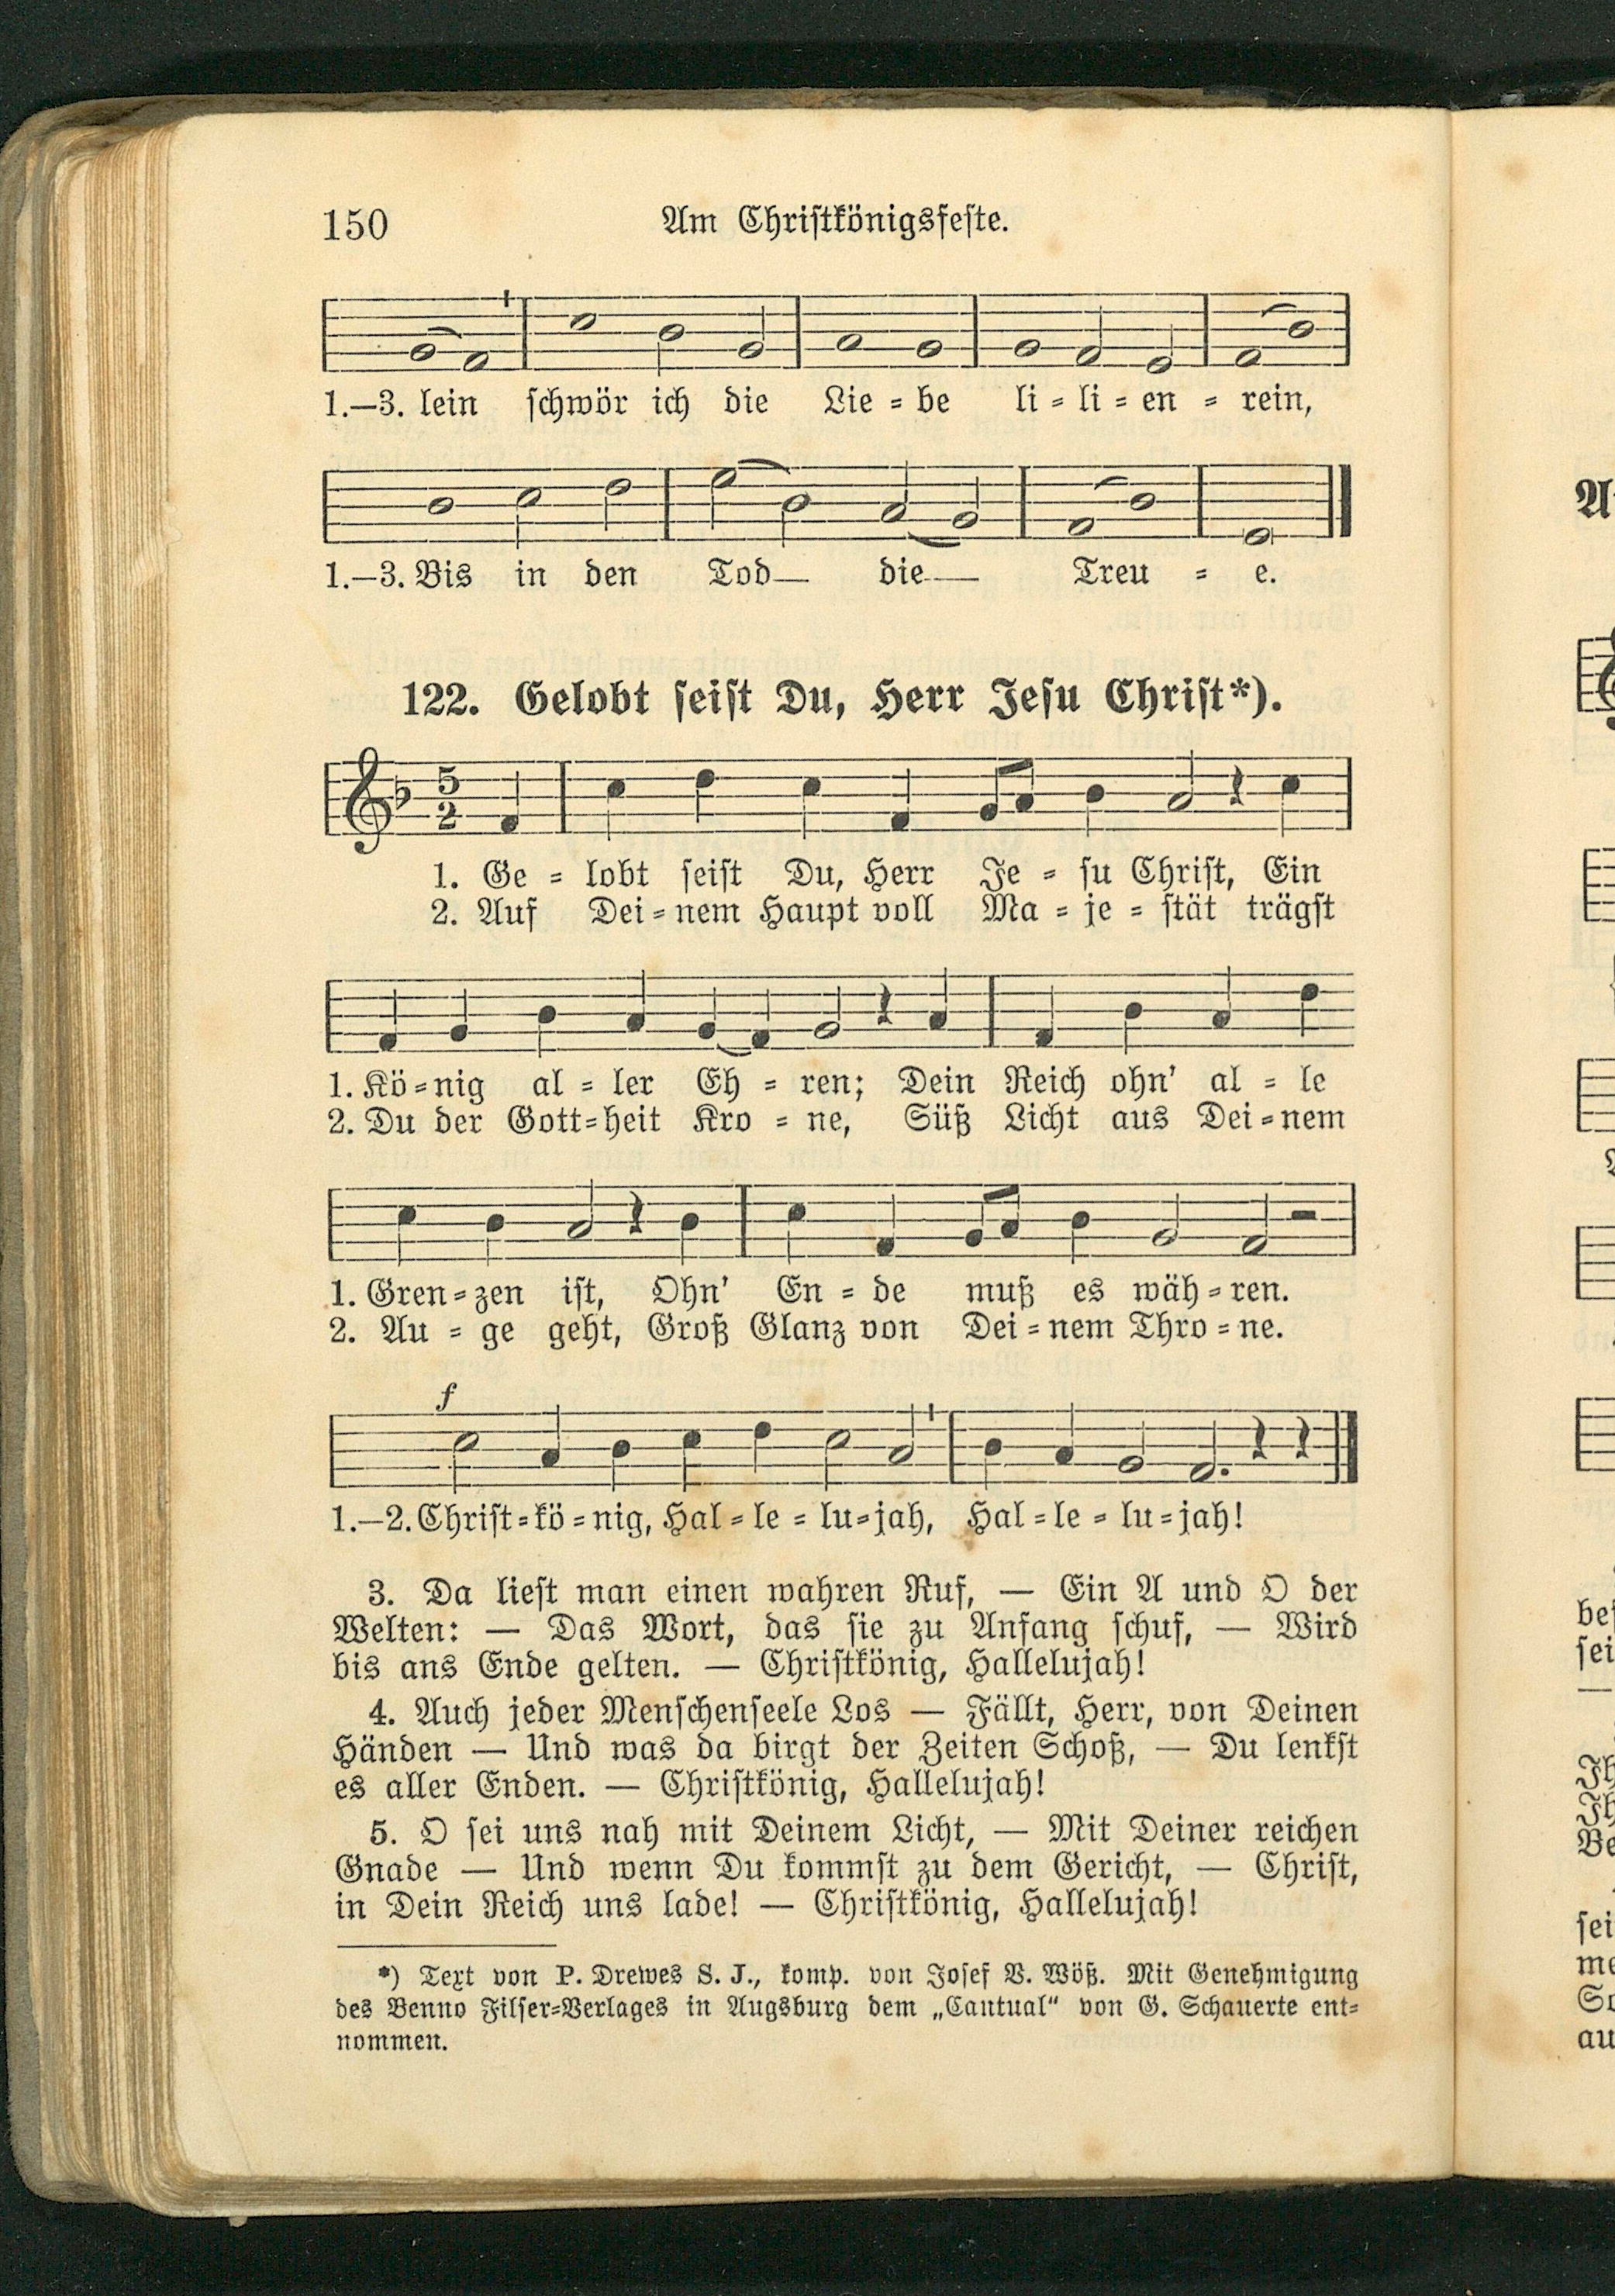 150 Am Christkönigsfeste.
1.—3. lein schwör ich die Lie=be li=li=en=rein,
1.—3. Bis in den Tod— die— Treu=e.
122. Gelobt seist Du, Herr Jesu Christ*).
5
2
1. Ge=lobt seist Du, Herr Je=su Christ, Ein
2. Auf Dei=nem Haupt voll Ma=je=stät trägst
1. Kö=nig al=ler Eh=ren; Dein Reich ohn' al=le
2. Du der Gott=heit Kro=ne, Süß Licht aus Dei=nem
1. Gren=zen ist, Ohn' En=de muß es wäh=ren.
2. Au=ge geht, Groß Glanz von Dei=nem Thro=ne.
f
1.—2. Christ=kö=nig, Hal=le=lu=jah, Hal=le=lu=jah!
3. Da liest man einen wahren Ruf, — Ein A und O der
Welten: — Das Wort, das sie zu Anfang schuf, — Wird
bis ans Ende gelten. — Christkönig, Hallelujah!
4. Auch jeder Menschenseele Los — Fällt, Herr, von Deinen
Händen — Und was da birgt der Zeiten Schoß, — Du lenkst
es aller Enden. — Christkönig, Hallelujah!
5. O sei uns nah mit Deinem Licht, — Mit Deiner reichen
Gnade — Und wenn Du kommst zu dem Gericht, — Christ,
in Dein Reich uns lade! — Christkönig, Hallelujah!
*) Text von P. Drewes S. J., komp. von Josef V. Wöß. Mit Genehmigung
des Benno Filser=Verlages in Augsburg dem „Cantual“ von G. Schauerte ent=
nommen.